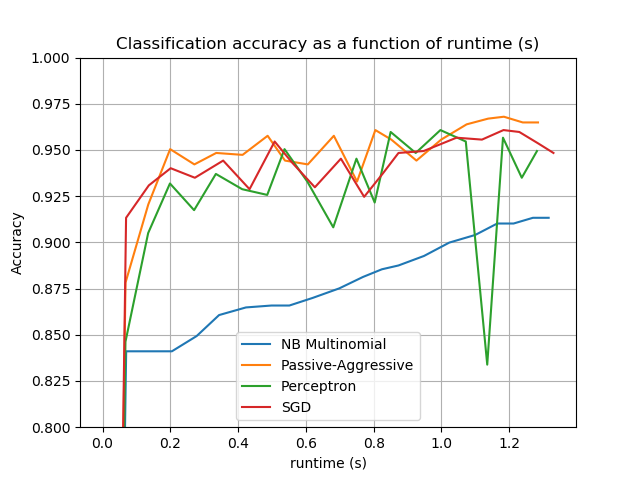 Classification accuracy as a function of runtime (s)
1.000
0.975
0.950
0.925
0.900
0.875
0.850
0.825
0.800
Accuracy
NB Multinomial
Passive-Aggressive
Perceptron
SGD
0.0 0.2 0.4 0.6 0.8 1.0 1.2
runtime (s)